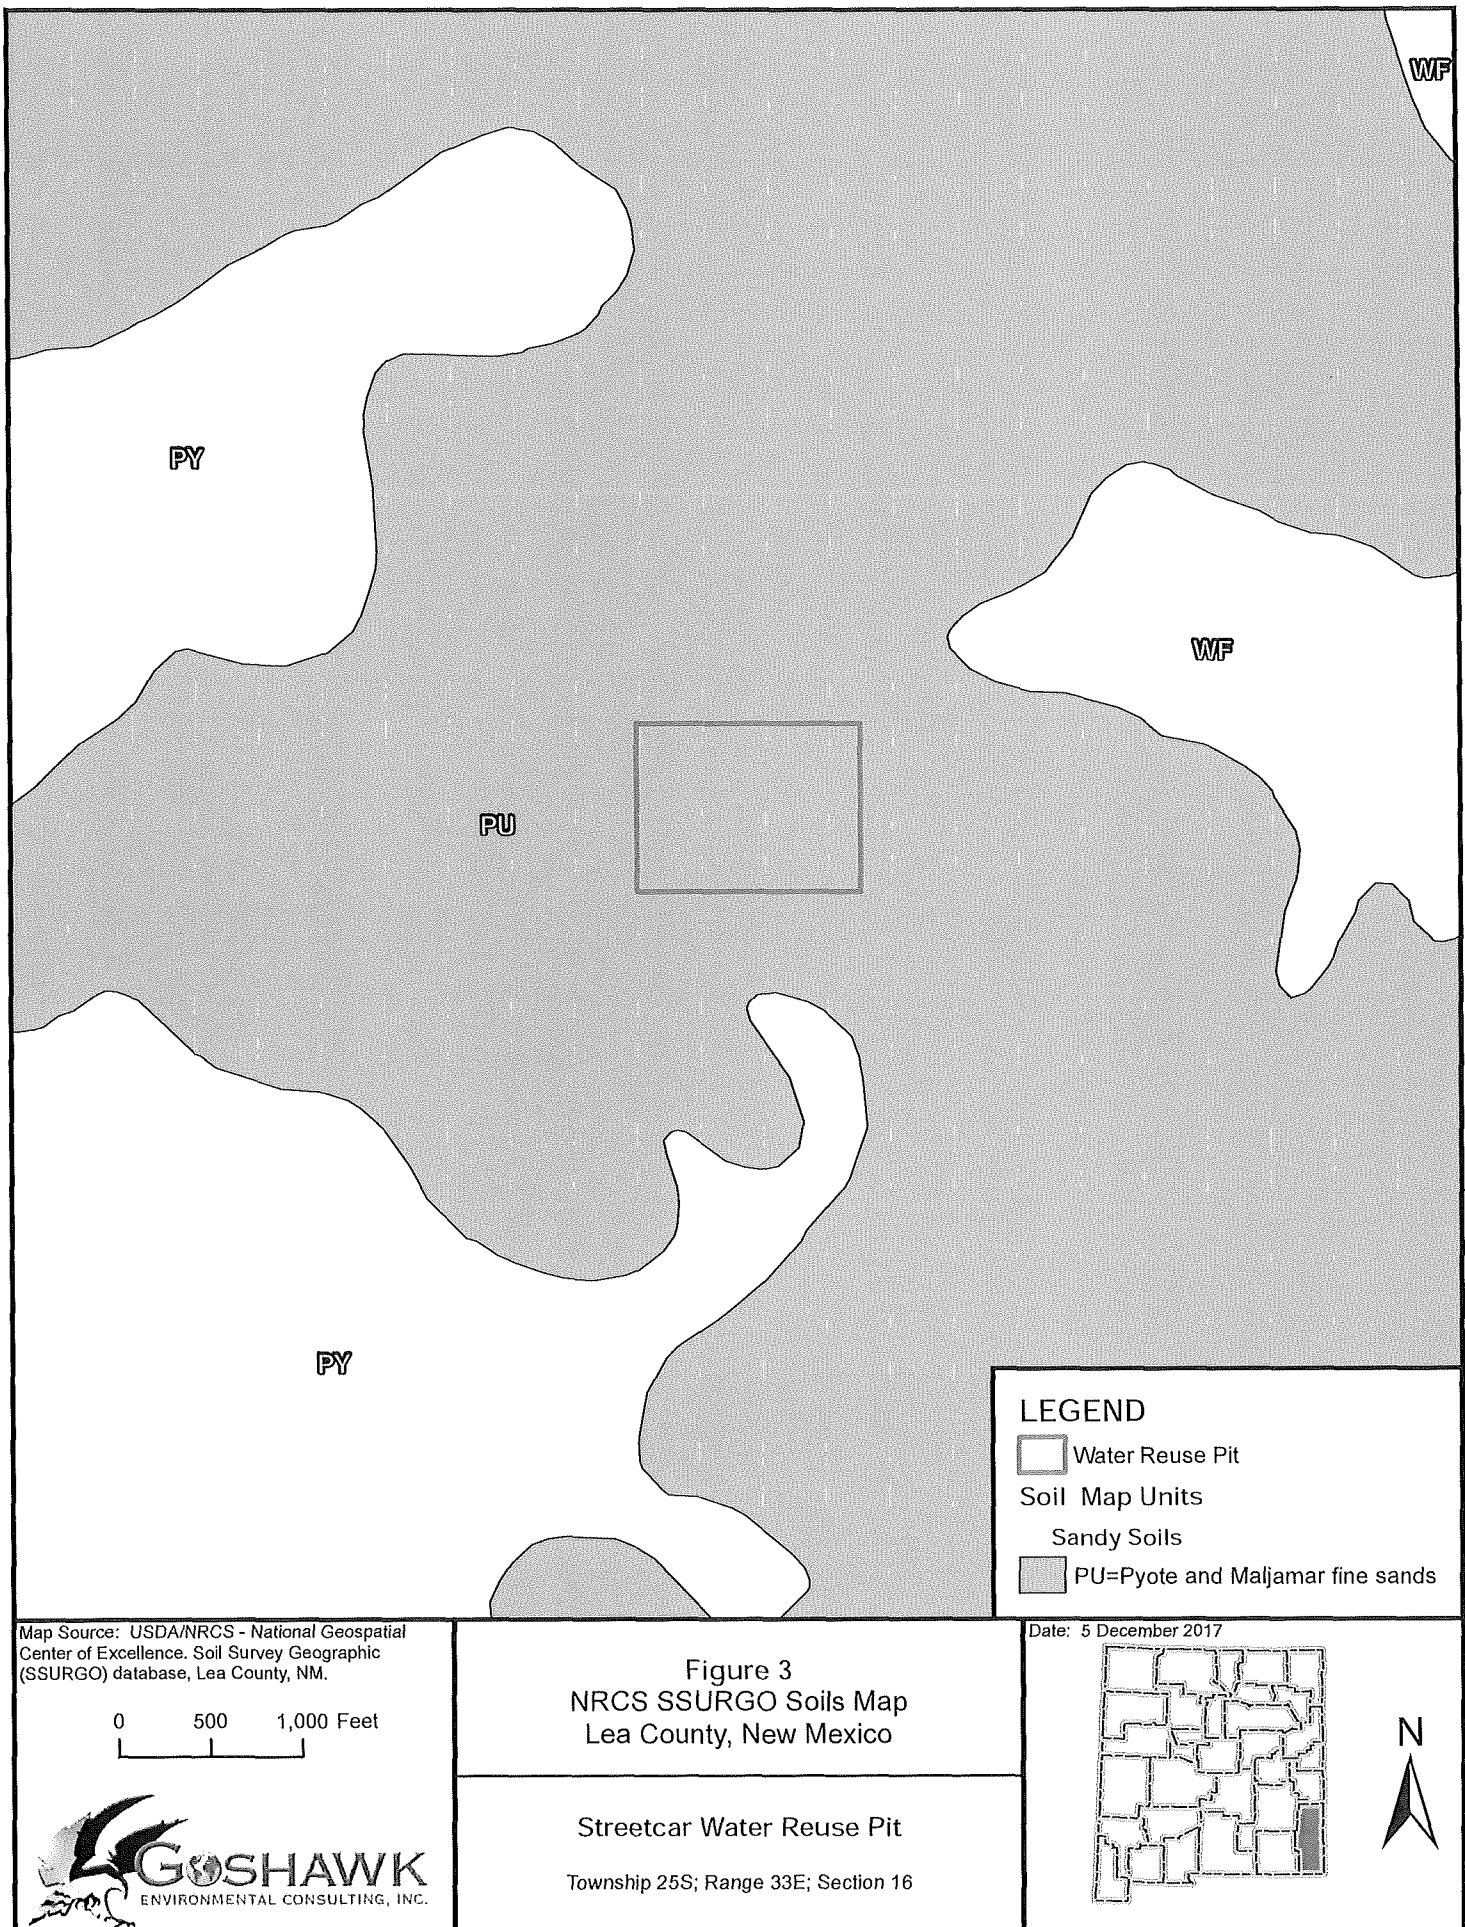 WF
PY
WF
PU
PY
LEGEND
Water Reuse Pit
Soil Map Units
Sandy Soils
PU=Pyote and Maljamar fine sands
Map Source: USDA/NRCS - National Geospatial
Center of Excellence. Soil Survey Geographic
(SSURGO) database, Lea County, NM.
0 500 1,000 Feet
GOSHAWK
ENVIRONMENTAL CONSULTING, INC.
Figure 3
NRCS SSURGO Soils Map
Lea County, New Mexico
Streetcar Water Reuse Pit
Township 25S; Range 33E; Section 16
Date: 5 December 2017
N